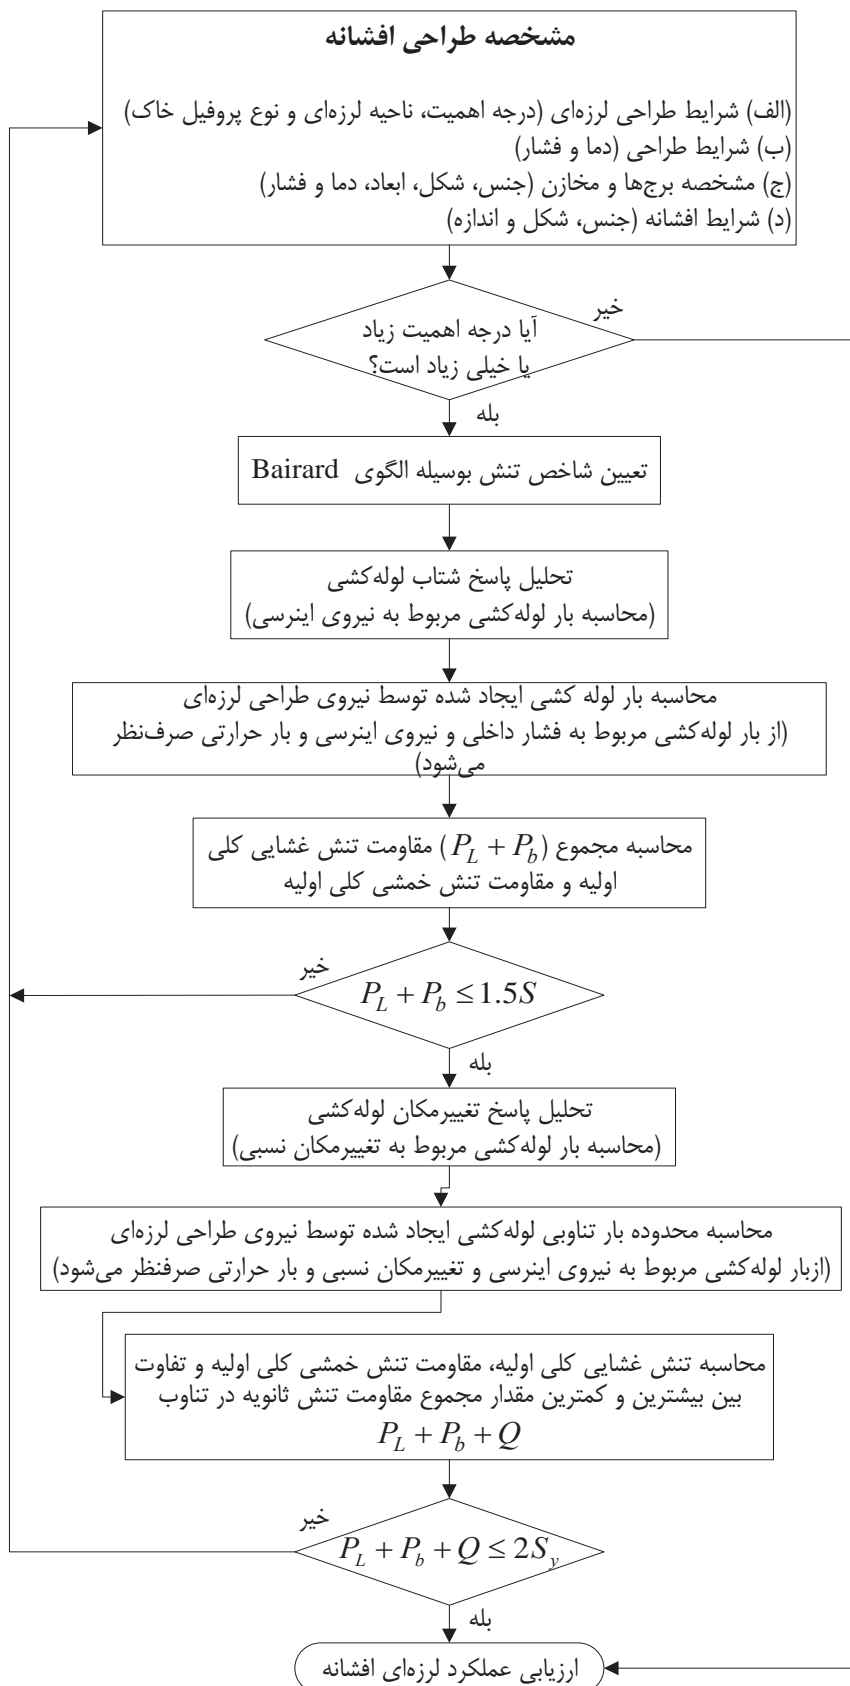 مشخصه طراحی افشانه
(الف) شرایط طراحی لرزه‌ای (درجه اهمیت، ناحیه لرزه‌ای و نوع پروفیل خاک)
(ب) شرایط طراحی (دما و فشار)
(ج) مشخصه برج‌ها و مخازن (جنس، شکل، ابعاد، دما و فشار)
(د) شرایط افشانه (جنس، شکل و اندازه)
آیا درجه اهمیت زیاد
یا خیلی زیاد است؟
خیر
بله
تعیین شاخص تنش بوسیله الگوی Bairard
تحلیل پاسخ شتاب لوله‌کشی
(محاسبه بار لوله‌کشی مربوط به نیروی اینرسی)
محاسبه بار لوله کشی ایجاد شده توسط نیروی طراحی لرزه‌ای
(از بار لوله‌کشی مربوط به فشار داخلی و نیروی اینرسی و بار حرارتی صرف‌نظر
می‌شود)
محاسبه مجموع (P_L + P_b) مقاومت تنش غشایی کلی
اولیه و مقاومت تنش خمشی کلی اولیه
خیر
P_L + P_b ≤ 1.5S
بله
تحلیل پاسخ تغییرمکان لوله‌کشی
(محاسبه بار لوله‌کشی مربوط به تغییرمکان نسبی)
محاسبه محدوده بار تناوبی لوله‌کشی ایجاد شده توسط نیروی طراحی لرزه‌ای
(ازبار لوله‌کشی مربوط به نیروی اینرسی و تغییرمکان نسبی و بار حرارتی صرفنظر می‌شود)
محاسبه تنش غشایی کلی اولیه، مقاومت تنش خمشی کلی اولیه و تفاوت
بین بیشترین و کمترین مقدار مجموع مقاومت تنش ثانویه در تناوب
P_L + P_b + Q
خیر
P_L + P_b + Q ≤ 2S_y
بله
ارزیابی عملکرد لرزه‌ای افشانه